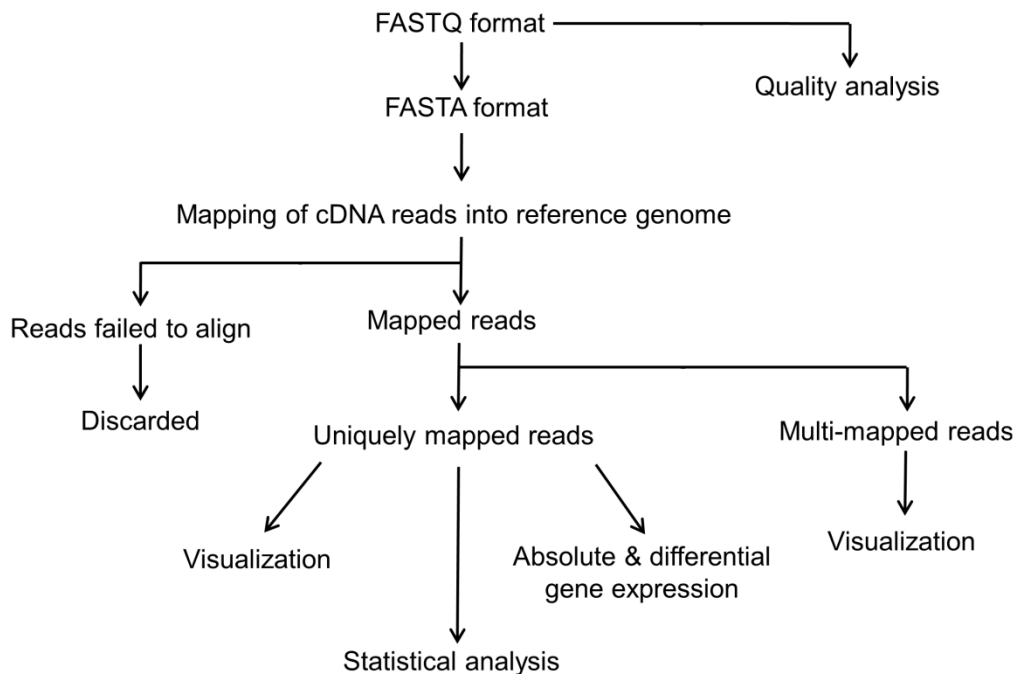 FASTQ format
Quality analysis
FASTA format
Mapping of cDNA reads into reference genome
Reads failed to align
Mapped reads
Discarded
Uniquely mapped reads
Multi-mapped reads
Visualization
Absolute & differential
gene expression
Visualization
Statistical analysis